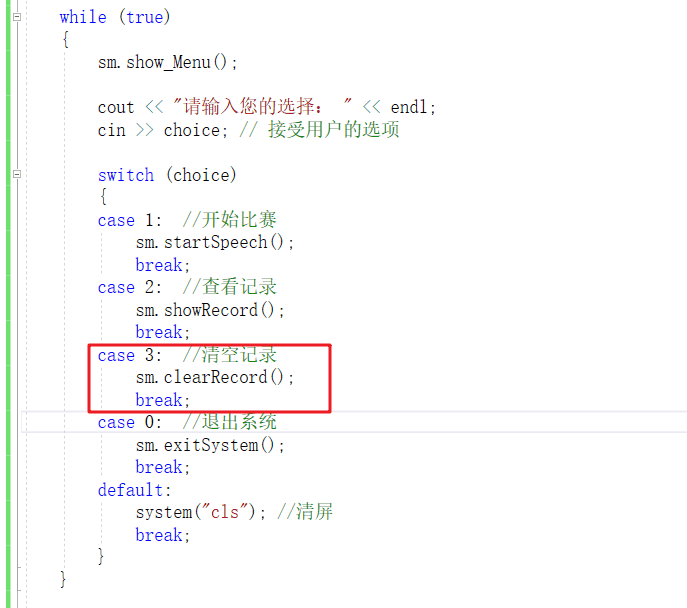 while (true)
{
sm.show_Menu();
cout << "请输入您的选择： " << endl;
cin >> choice; // 接受用户的选项
switch (choice)
{
case 1:  //开始比赛
sm.startSpeech();
break;
case 2:  //查看记录
sm.showRecord();
break;
case 3:  //清空记录
sm.clearRecord();
break;
case 0:  //退出系统
sm.exitSystem();
break;
default:
system("cls"); //清屏
break;
}
}